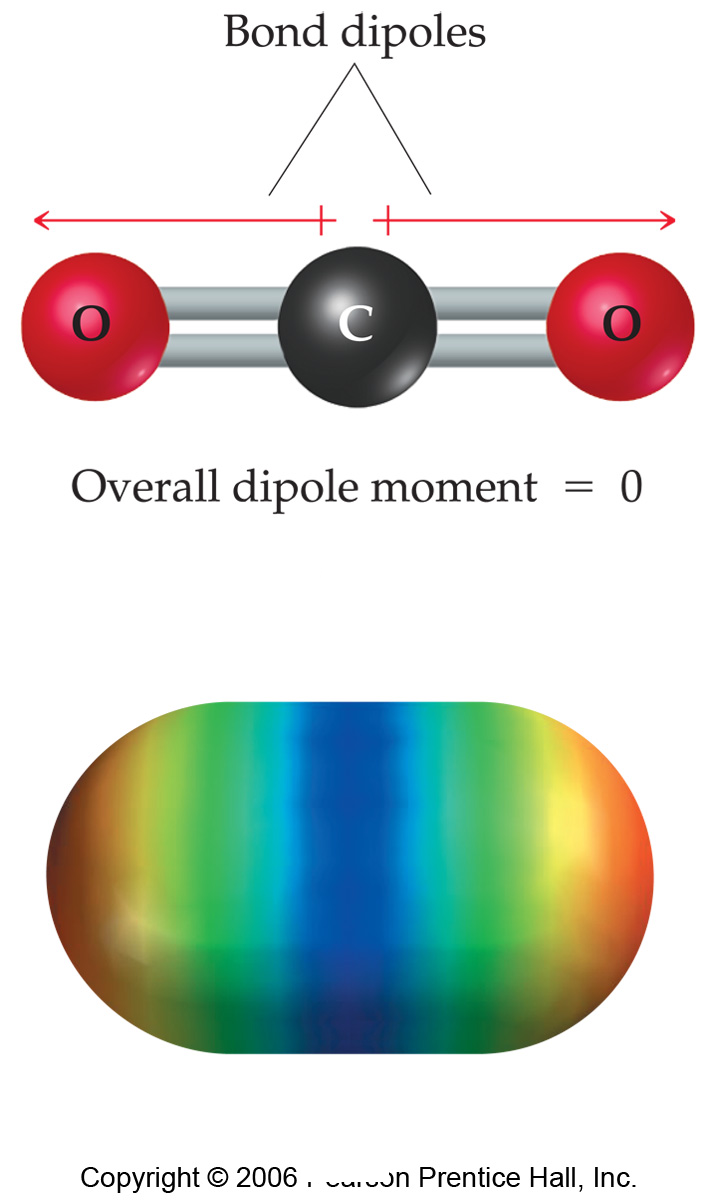 Bond dipoles
O C O
Overall dipole moment = 0
Copyright © 2006 Prentice Hall, Inc.